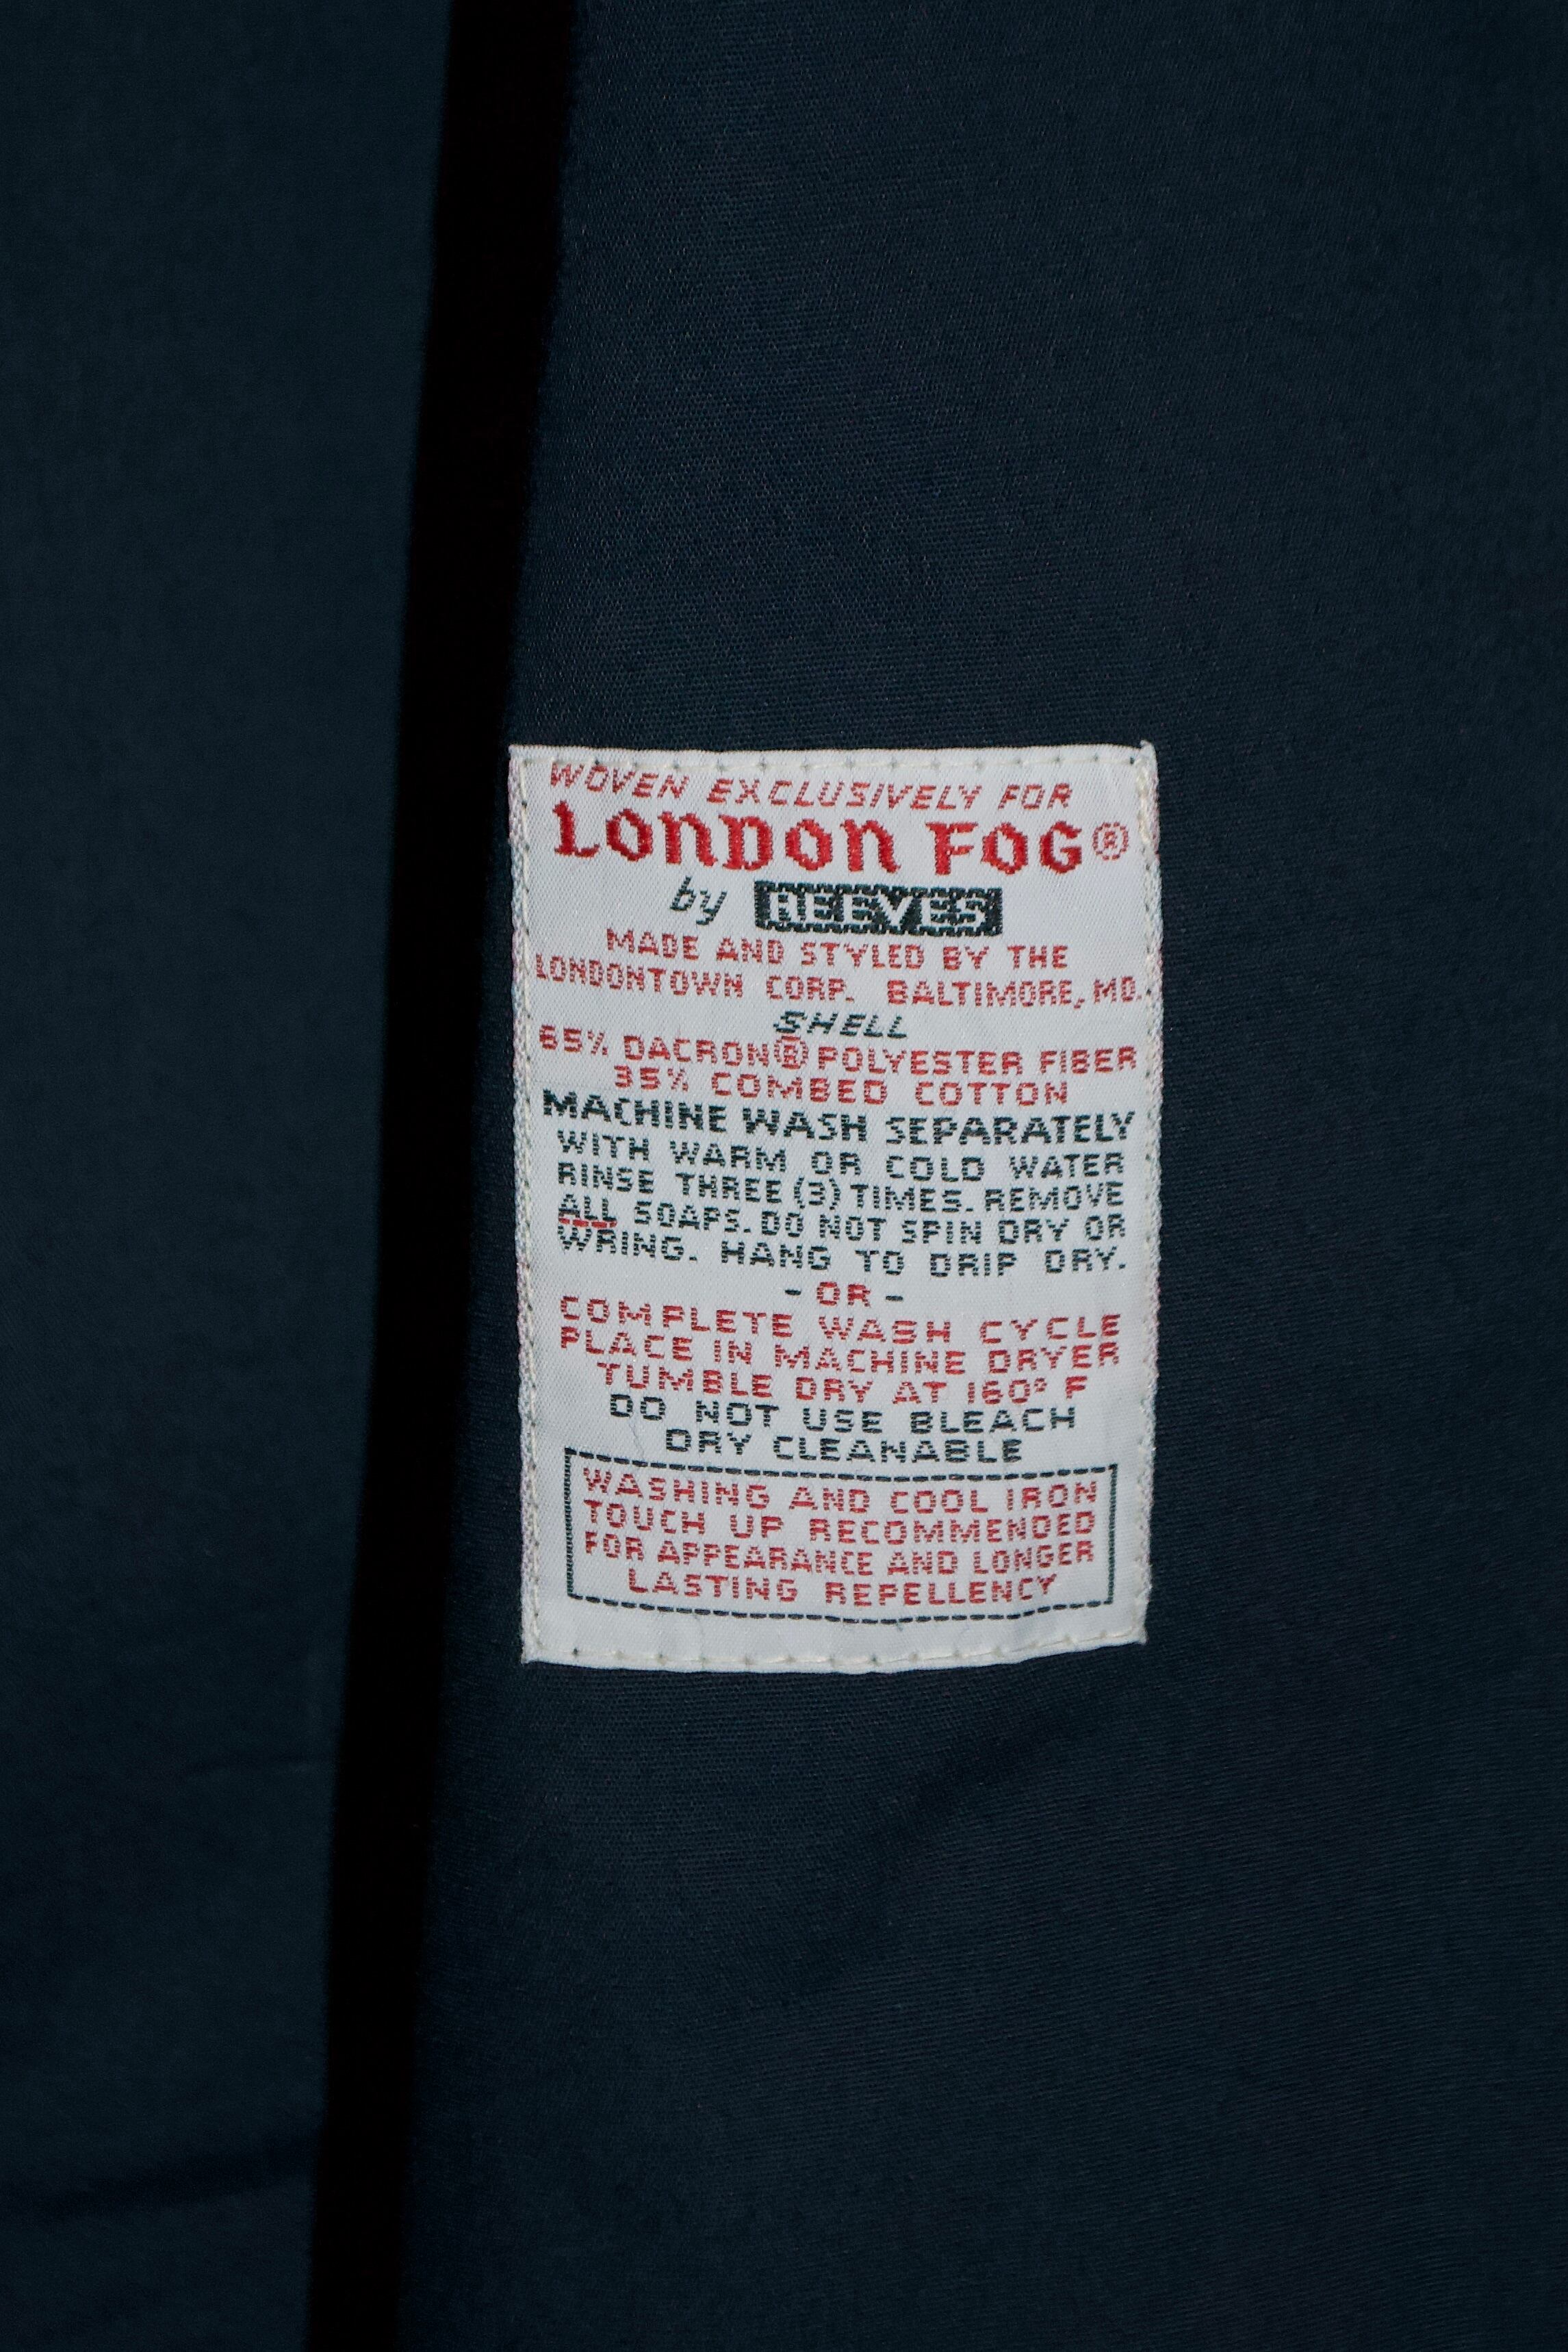 WOVEN EXCLUSIVELY FOR
LONDON FOG®
by REEVES
MADE AND STYLED BY THE
LONDONTOWN CORP. BALTIMORE, MD.
SHELL
65% DACRON® POLYESTER FIBER
35% COMBED COTTON
MACHINE WASH SEPARATELY
WITH WARM OR COLD WATER
RINSE THREE (3) TIMES. REMOVE
ALL SOAPS. DO NOT SPIN DRY OR
WRING. HANG TO DRIP DRY.
- OR -
COMPLETE WASH CYCLE
PLACE IN MACHINE DRYER
TUMBLE DRY AT 160° F
DO NOT USE BLEACH
DRY CLEANABLE
WASHING AND COOL IRON
TOUCH UP RECOMMENDED
FOR APPEARANCE AND LONGER
LASTING REPELLENCY